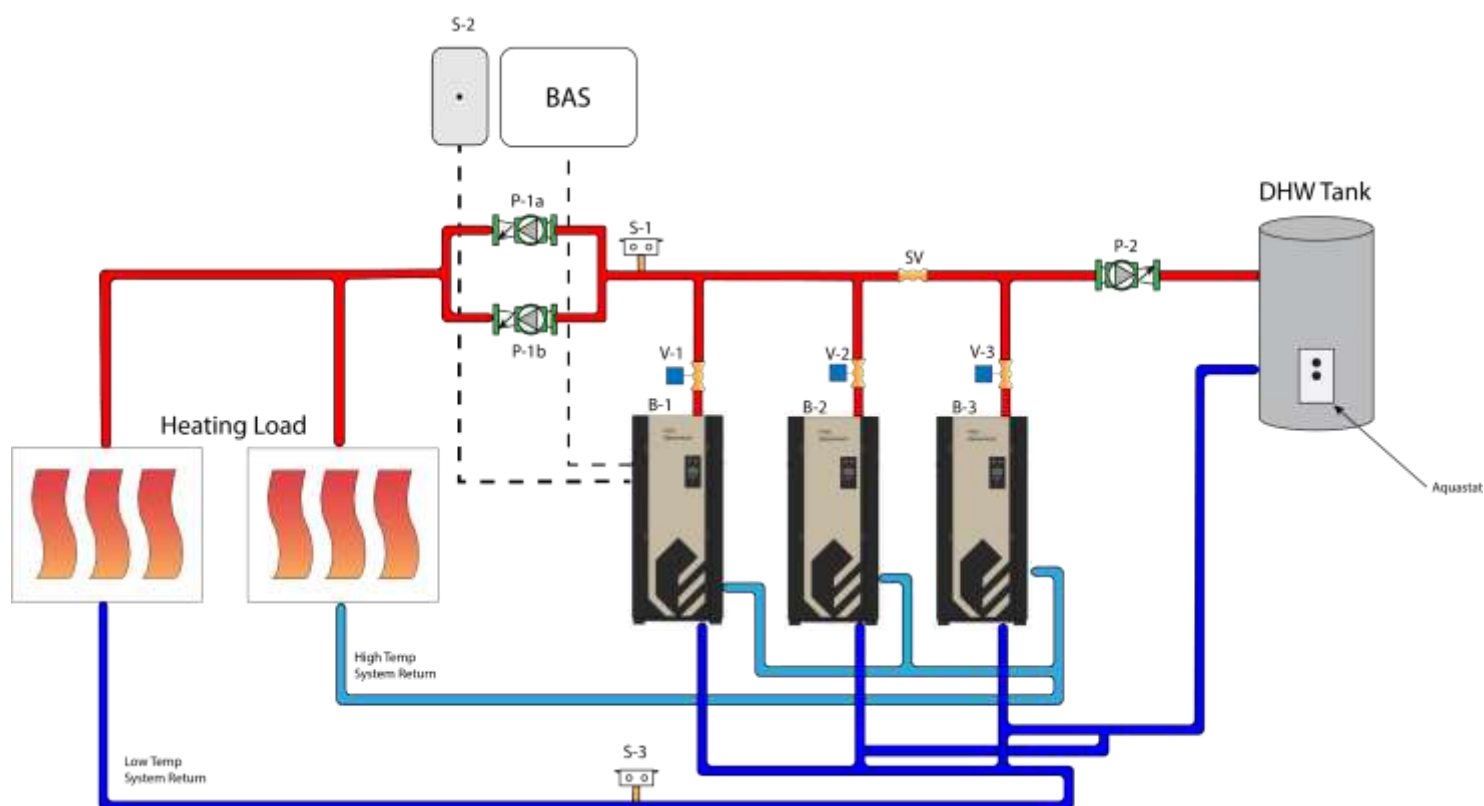 S-2
BAS
P-1a
S-1
SV
P-2
DHW Tank
P-1b
V-1
V-2
V-3
B-1
B-2
B-3
Heating Load
Aquastat
High Temp
System Return
Low Temp
System Return
S-3